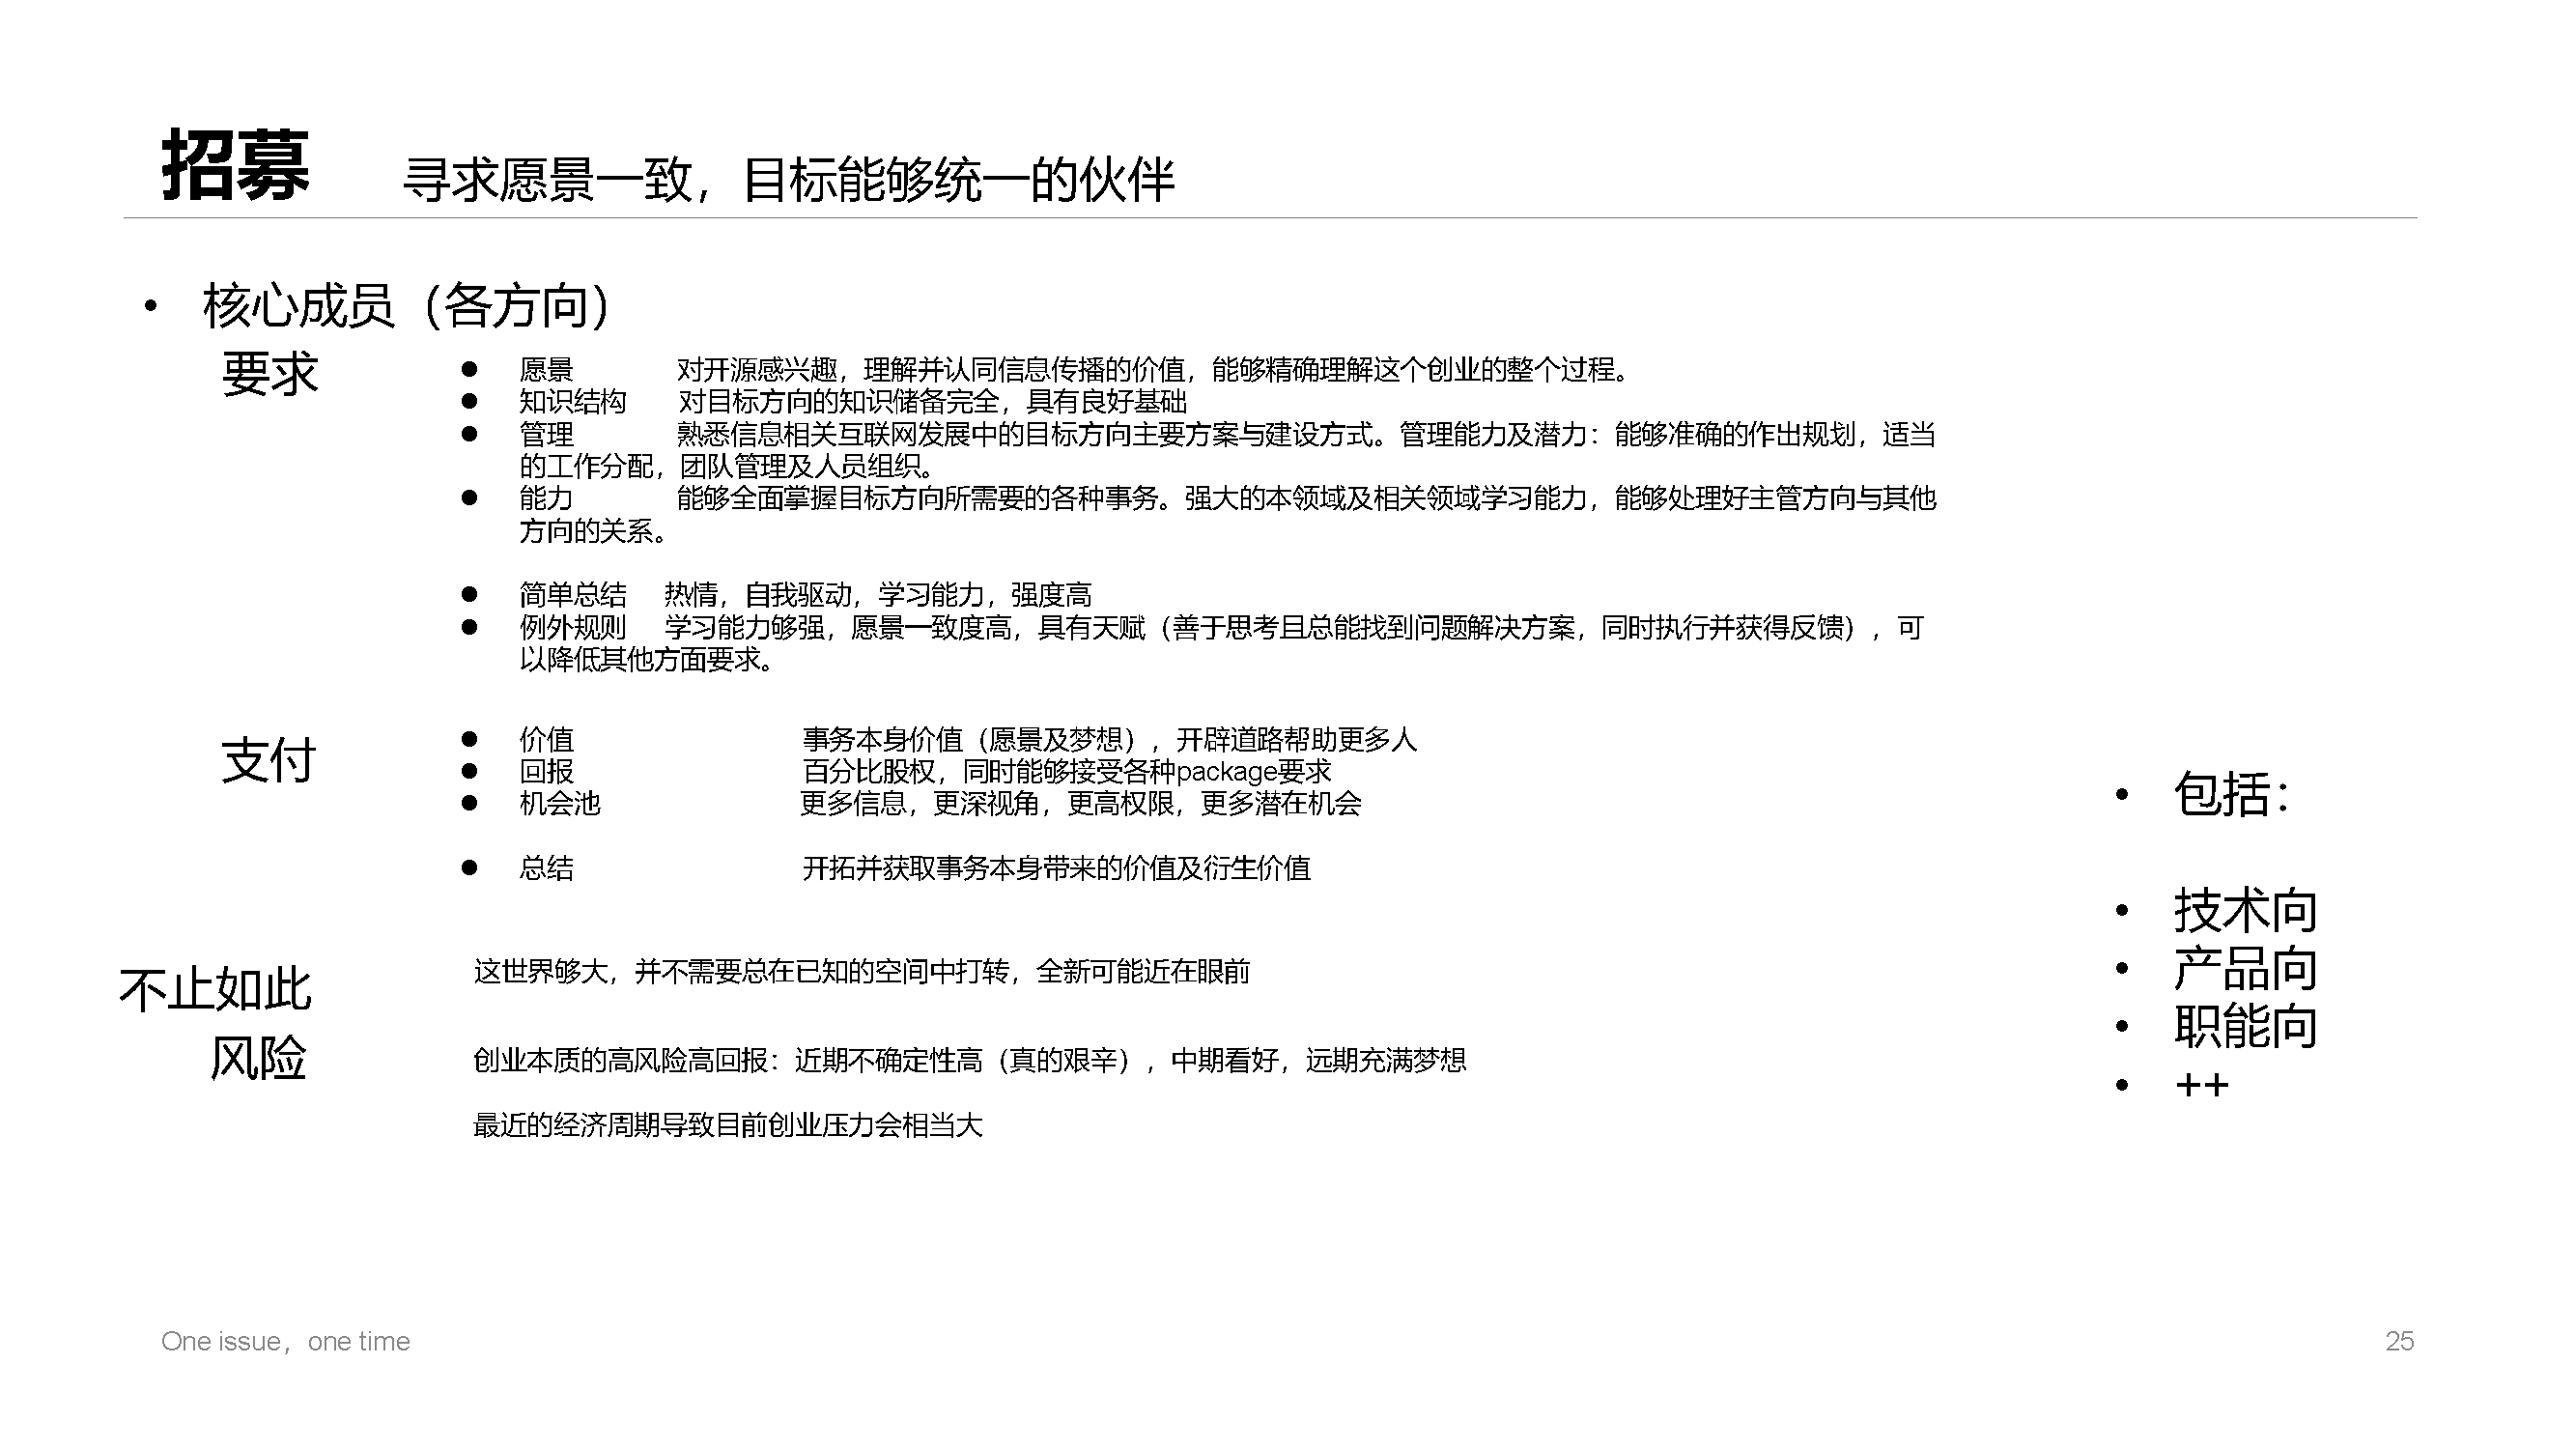 招募 寻求愿景一致，目标能够统一的伙伴
• 核心成员（各方向）
要求
● 愿景 对开源感兴趣，理解并认同信息传播的价值，能够精确理解这个创业的整个过程。
● 知识结构 对目标方向的知识储备完全，具有良好基础
● 管理 熟悉信息相关互联网发展中的目标方向主要方案与建设方式。管理能力及潜力：能够准确的作出规划，适当
的工作分配，团队管理及人员组织。
● 能力 能够全面掌握目标方向所需要的各种事务。强大的本领域及相关领域学习能力，能够处理好主管方向与其他
方向的关系。
● 简单总结 热情，自我驱动，学习能力，强度高
● 例外规则 学习能力够强，愿景一致度高，具有天赋（善于思考且总能找到问题解决方案，同时执行并获得反馈），可
以降低其他方面要求。
支付
● 价值 事务本身价值（愿景及梦想），开辟道路帮助更多人
● 回报 百分比股权，同时能够接受各种package要求
● 机会池 更多信息，更深视角，更高权限，更多潜在机会
● 总结 开拓并获取事务本身带来的价值及衍生价值
不止如此
这世界够大，并不需要总在已知的空间中打转，全新可能近在眼前
风险
创业本质的高风险高回报：近期不确定性高（真的艰辛），中期看好，远期充满梦想
最近的经济周期导致目前创业压力会相当大
• 包括：
• 技术向
• 产品向
• 职能向
• ++
One issue，one time
25